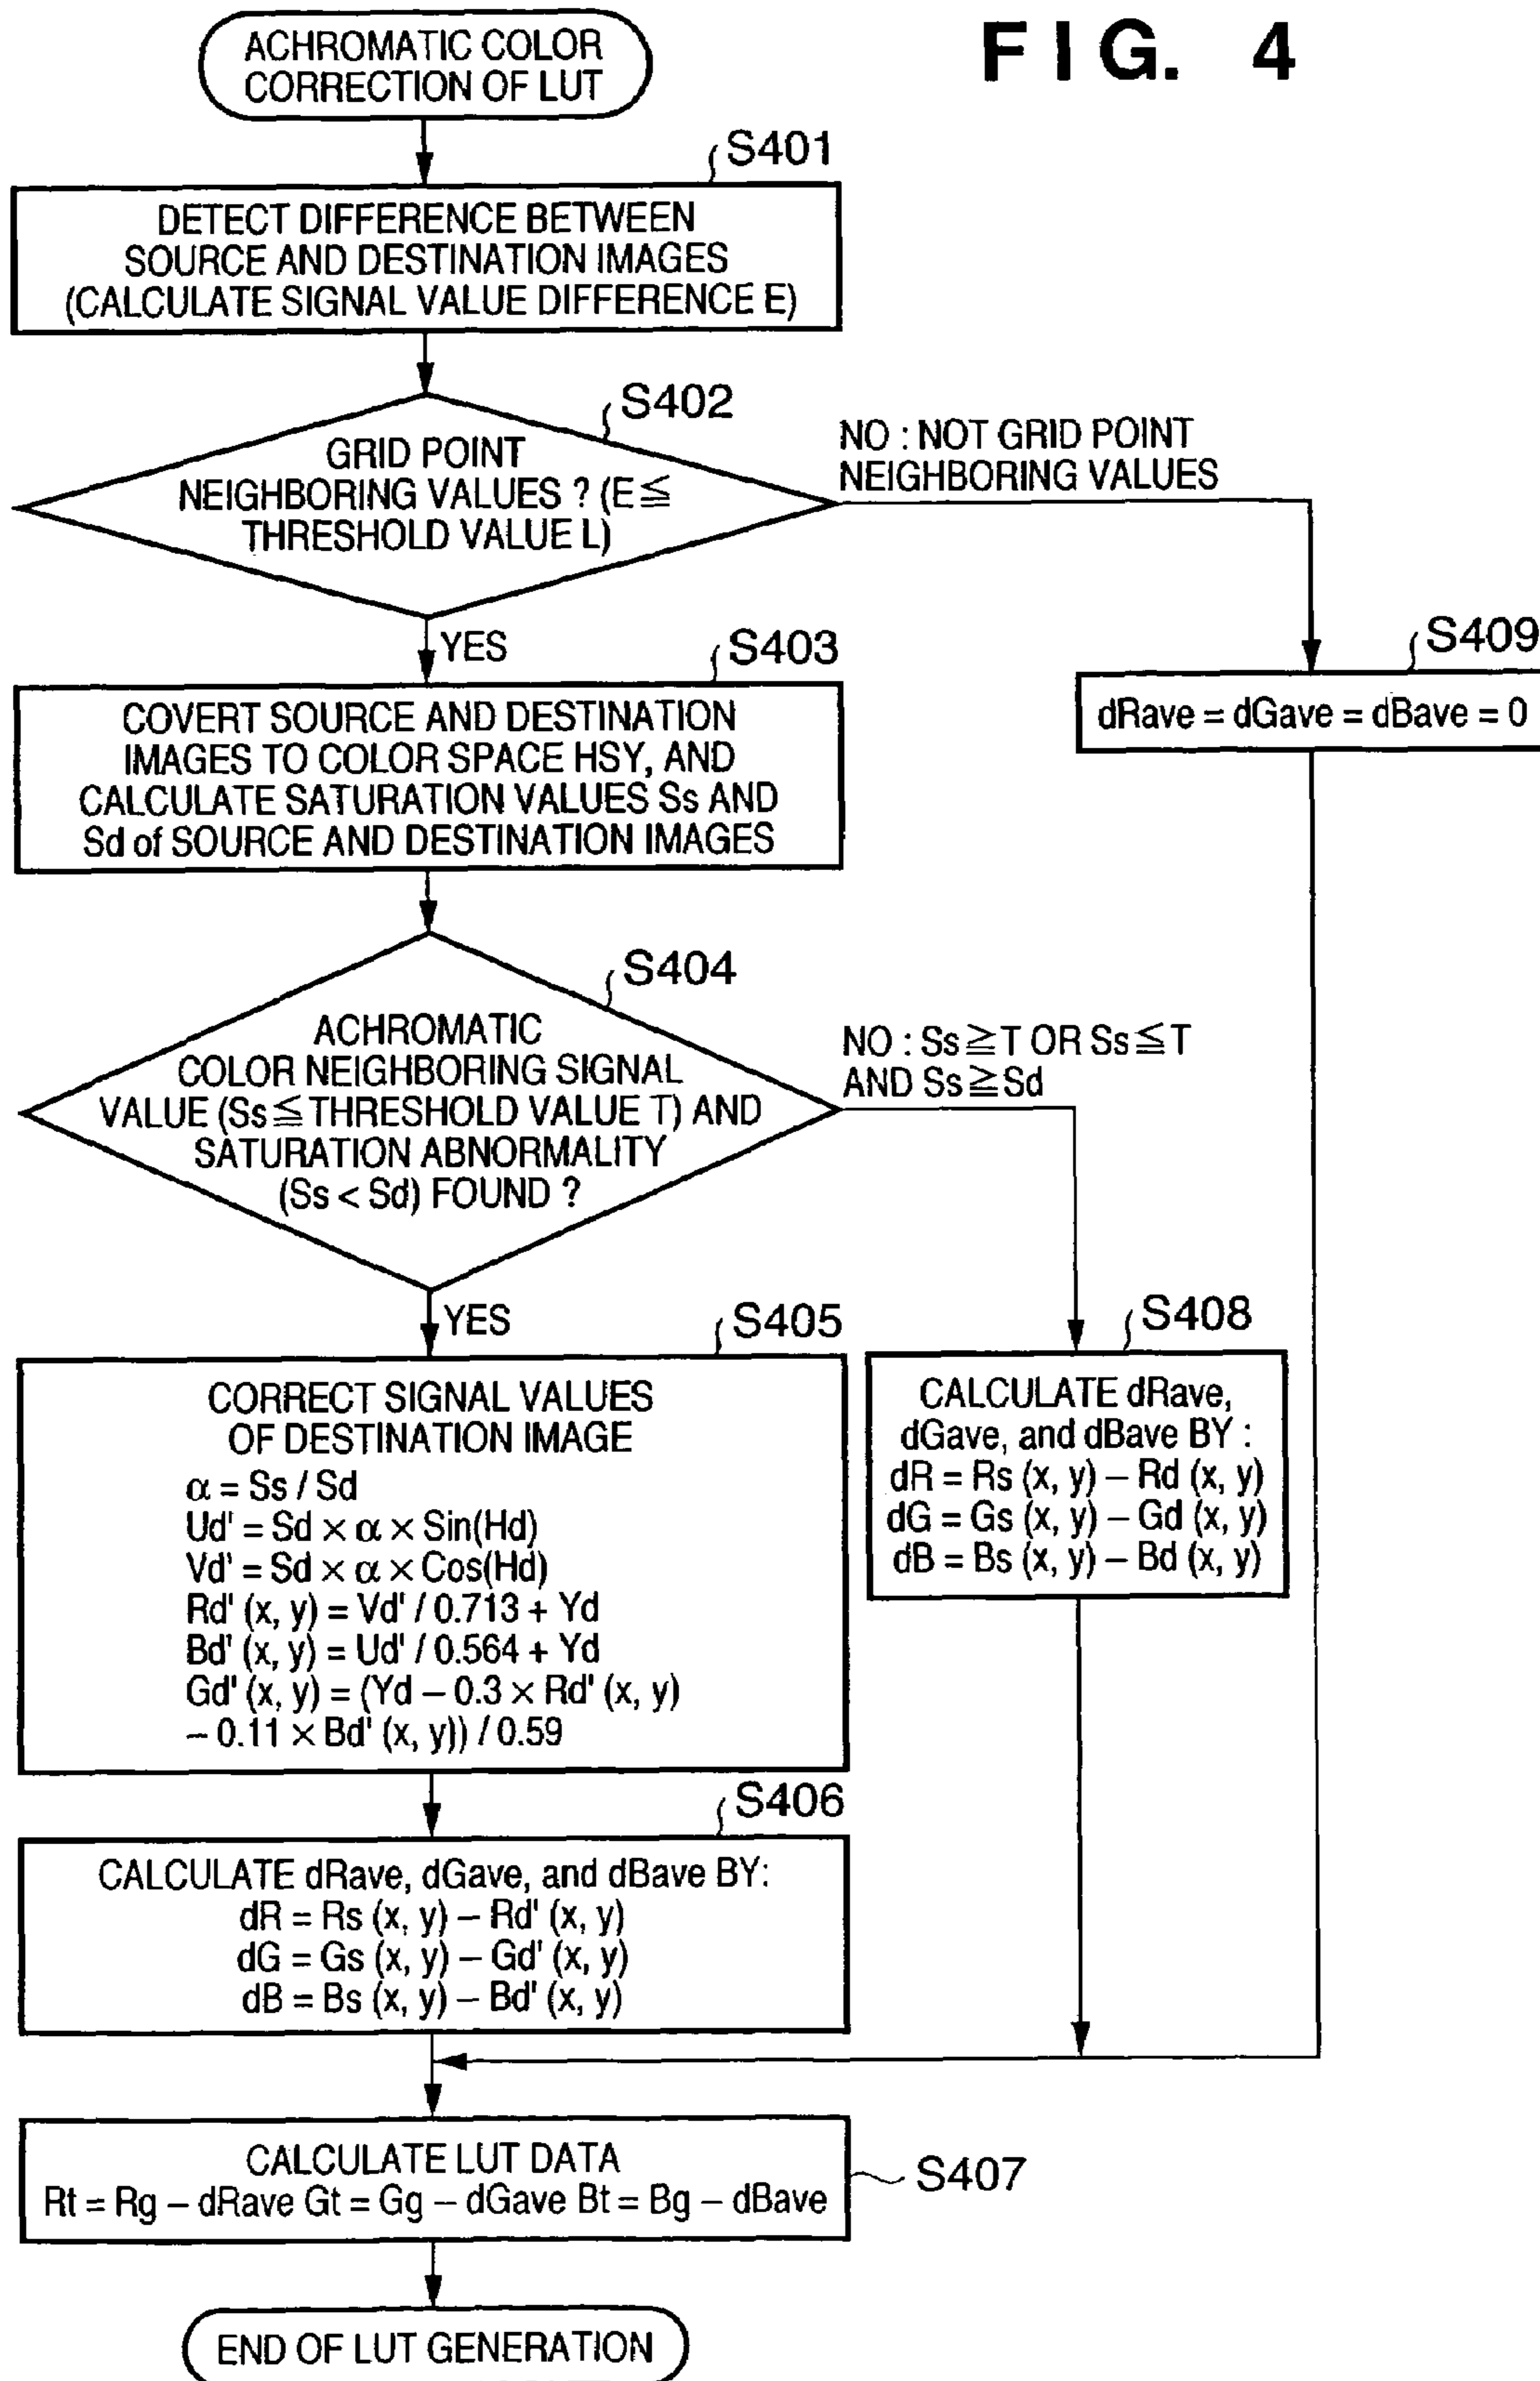 FIG. 4
ACHROMATIC COLOR
CORRECTION OF LUT
S401
DETECT DIFFERENCE BETWEEN
SOURCE AND DESTINATION IMAGES
(CALCULATE SIGNAL VALUE DIFFERENCE E)
S402
GRID POINT
NEIGHBORING VALUES ? (E≦
THRESHOLD VALUE L)
NO : NOT GRID POINT
NEIGHBORING VALUES
YES
S403
COVERT SOURCE AND DESTINATION
IMAGES TO COLOR SPACE HSY, AND
CALCULATE SATURATION VALUES Ss AND
Sd of SOURCE AND DESTINATION IMAGES
S409
dRave = dGave = dBave = 0
S404
ACHROMATIC
COLOR NEIGHBORING SIGNAL
VALUE (Ss≦THRESHOLD VALUE T) AND
SATURATION ABNORMALITY
(Ss < Sd) FOUND ?
NO : Ss≧T OR Ss≦T
AND Ss≧Sd
YES
S405
CORRECT SIGNAL VALUES
OF DESTINATION IMAGE
α = Ss / Sd
Ud' = Sd × α × Sin(Hd)
Vd' = Sd × α × Cos(Hd)
Rd' (x, y) = Vd' / 0.713 + Yd
Bd' (x, y) = Ud' / 0.564 + Yd
Gd' (x, y) = (Yd – 0.3 × Rd' (x, y)
– 0.11 × Bd' (x, y)) / 0.59
S408
CALCULATE dRave,
dGave, and dBave BY :
dR = Rs (x, y) – Rd (x, y)
dG = Gs (x, y) – Gd (x, y)
dB = Bs (x, y) – Bd (x, y)
S406
CALCULATE dRave, dGave, and dBave BY:
dR = Rs (x, y) – Rd' (x, y)
dG = Gs (x, y) – Gd' (x, y)
dB = Bs (x, y) – Bd' (x, y)
CALCULATE LUT DATA
Rt = Rg – dRave Gt = Gg – dGave Bt = Bg – dBave
S407
END OF LUT GENERATION